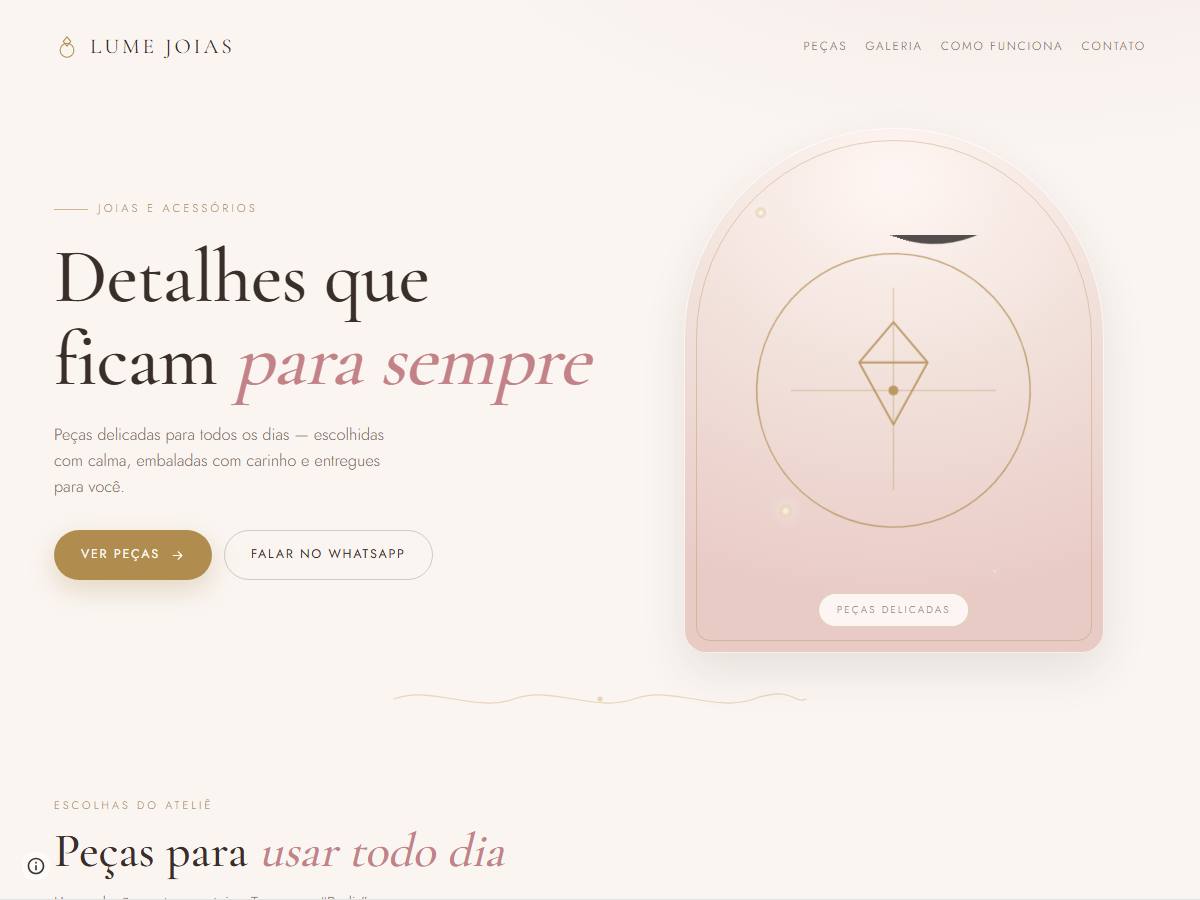 LUME JOIAS
PEÇAS GALERIA COMO FUNCIONA CONTATO
JOIAS E ACESSÓRIOS
Detalhes que
ficam para sempre
Peças delicadas para todos os dias — escolhidas
com calma, embaladas com carinho e entregues
para você.
VER PEÇAS →
FALAR NO WHATSAPP
PEÇAS DELICADAS
ESCOLHAS DO ATELIÊ
Peças para usar todo dia